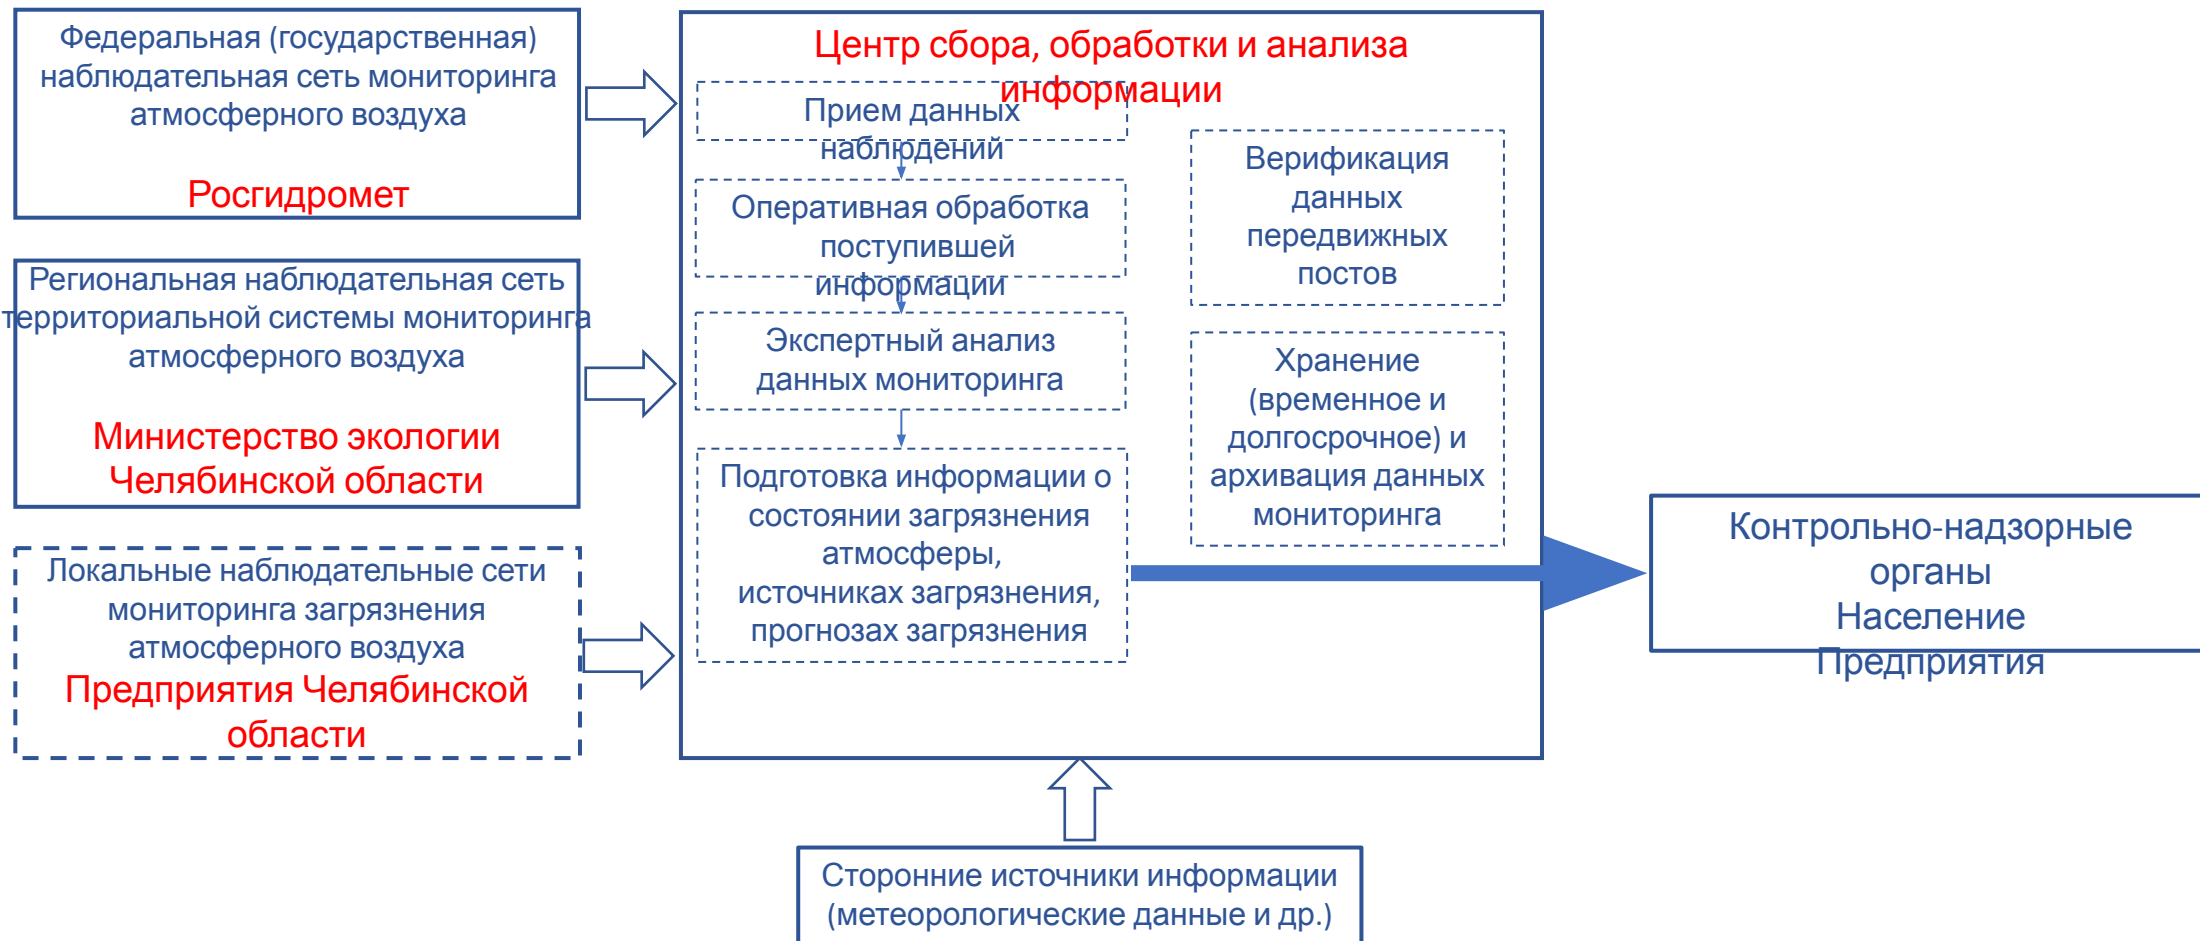 Федеральная (государственная)
наблюдательная сеть мониторинга
атмосферного воздуха
Росгидромет
Региональная наблюдательная сеть
территориальной системы мониторинга
атмосферного воздуха
Министерство экологии
Челябинской области
Локальные наблюдательные сети
мониторинга загрязнения
атмосферного воздуха
Предприятия Челябинской
области
Центр сбора, обработки и анализа
информации
Прием данных
наблюдений
Оперативная обработка
поступившей
информации
Экспертный анализ
данных мониторинга
Подготовка информации о
состоянии загрязнения
атмосферы,
источниках загрязнения,
прогнозах загрязнения
Верификация
данных
передвижных
постов
Хранение
(временное и
долгосрочное) и
архивация данных
мониторинга
Контрольно-надзорные
органы
Население
Предприятия
Сторонние источники информации
(метеорологические данные и др.)